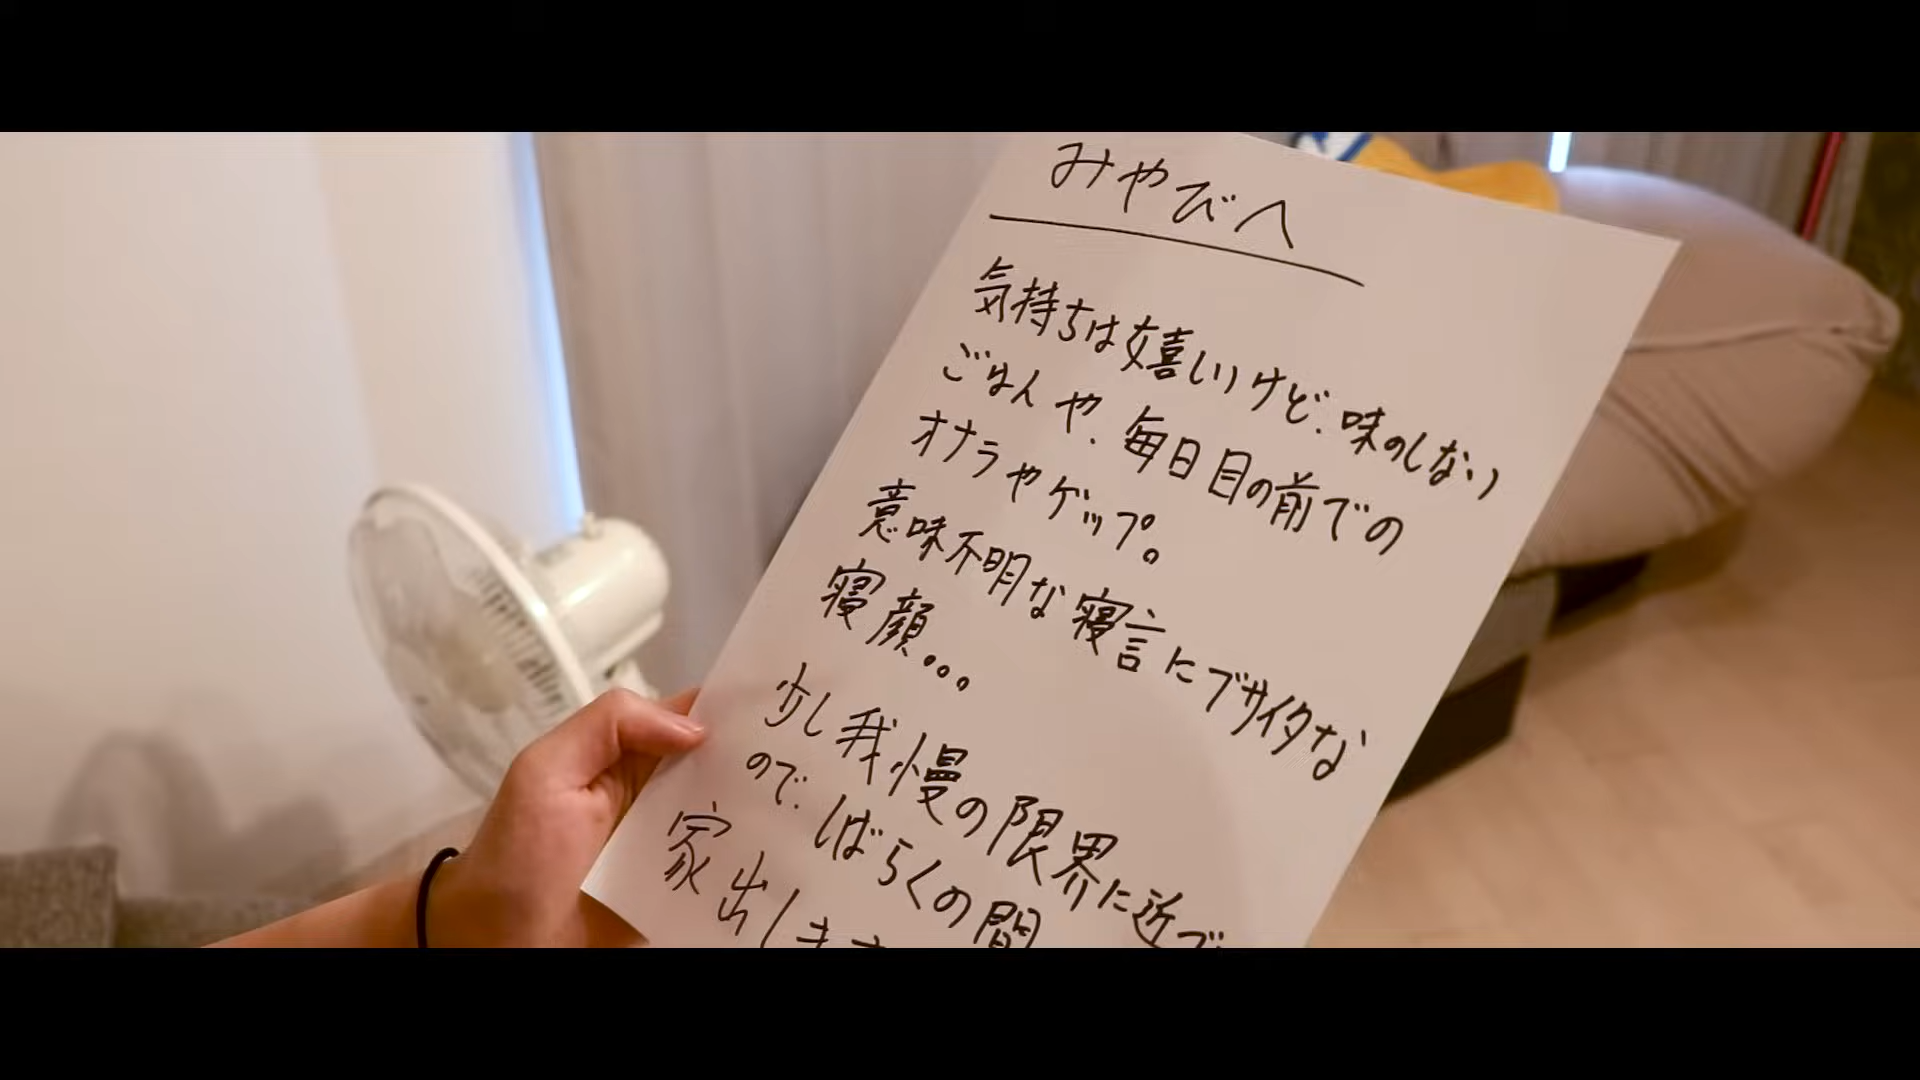 みやびへ
気持ちは嬉しいけど、味のしない
ごはんや、毎日目の前での
オナラやゲップ。
意味不明な寝言にブサイクな
寝顔。。。
少し我慢の限界に近づ
ので、しばらくの間
家出します